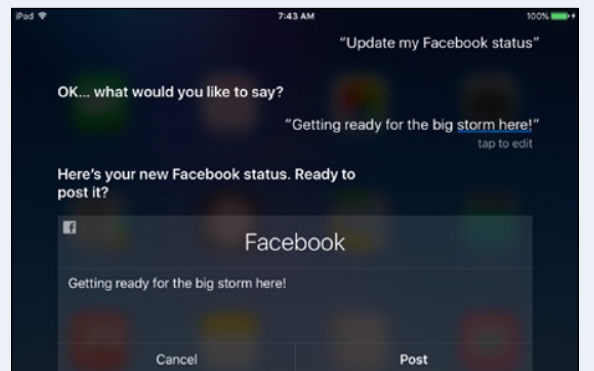 iPad 7:43 AM 100%
“Update my Facebook status”
OK... what would you like to say?
“Getting ready for the big storm here!”
tap to edit
Here’s your new Facebook status. Ready to
post it?
Facebook
Getting ready for the big storm here!
Cancel Post